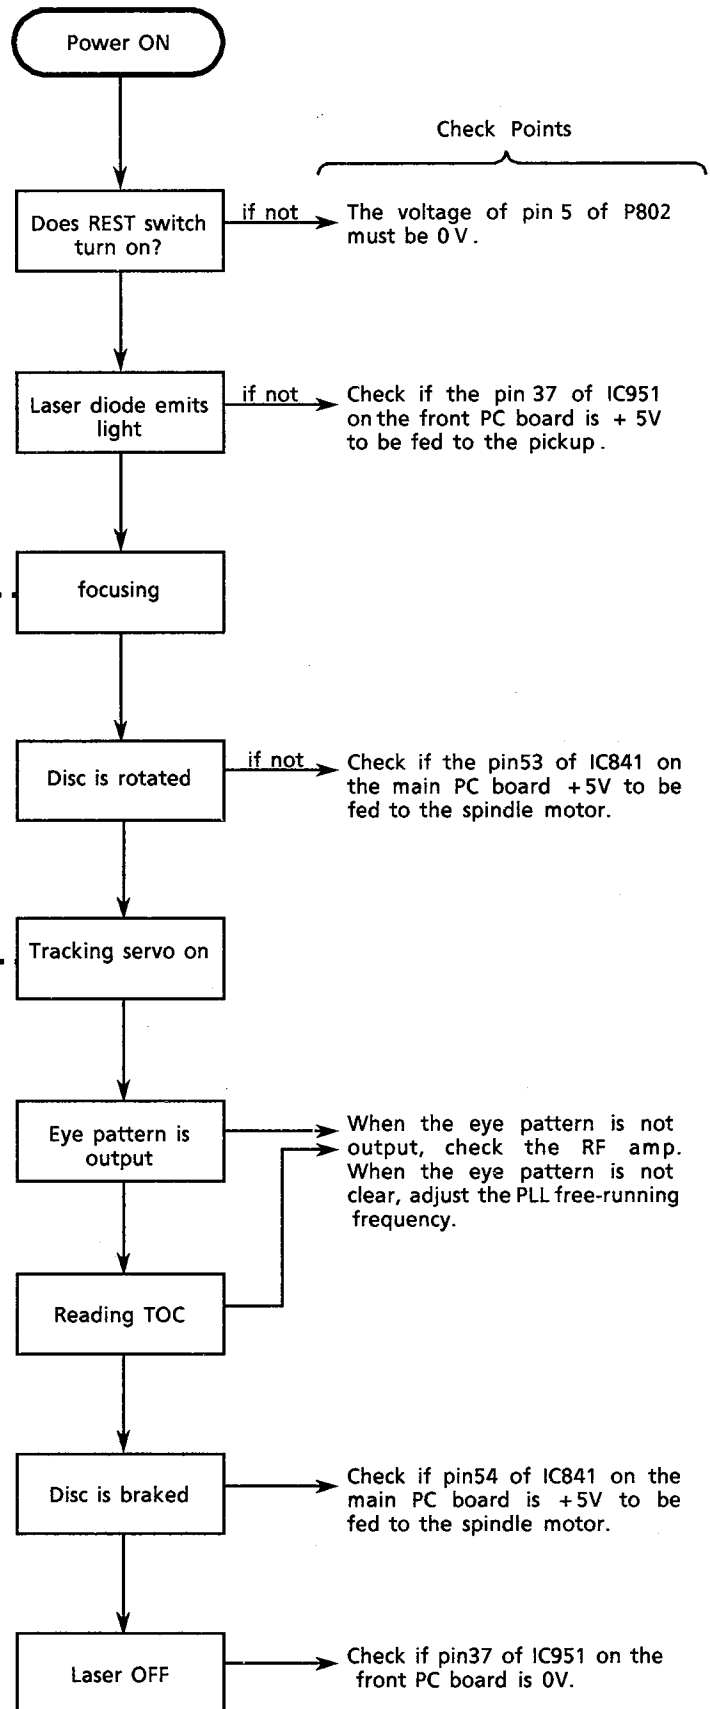 Power ON
Check Points
Does REST switch
turn on?
if not
The voltage of pin 5 of P802
must be 0 V.
Laser diode emits
light
if not
Check if the pin 37 of IC951
on the front PC board is + 5V
to be fed to the pickup.
focusing
Disc is rotated
if not
Check if the pin53 of IC841 on
the main PC board +5V to be
fed to the spindle motor.
Tracking servo on
Eye pattern is
output
When the eye pattern is not
output, check the RF amp.
When the eye pattern is not
clear, adjust the PLL free-running
frequency.
Reading TOC
Disc is braked
Check if pin54 of IC841 on the
main PC board is +5V to be
fed to the spindle motor.
Laser OFF
Check if pin37 of IC951 on the
front PC board is 0V.